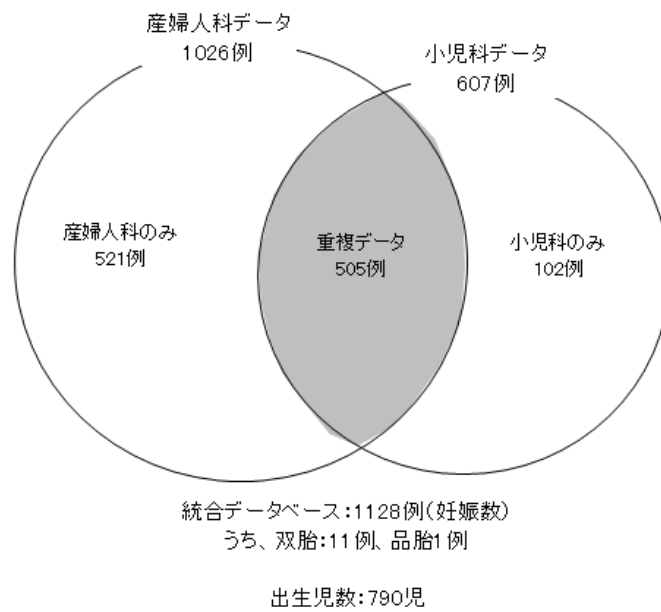 産婦人科データ
1026例
小児科データ
607例
産婦人科のみ
521例
重複データ
505例
小児科のみ
102例
統合データベース:1128例(妊娠数)
うち、双胎:11例、品胎1例
出生児数:790児